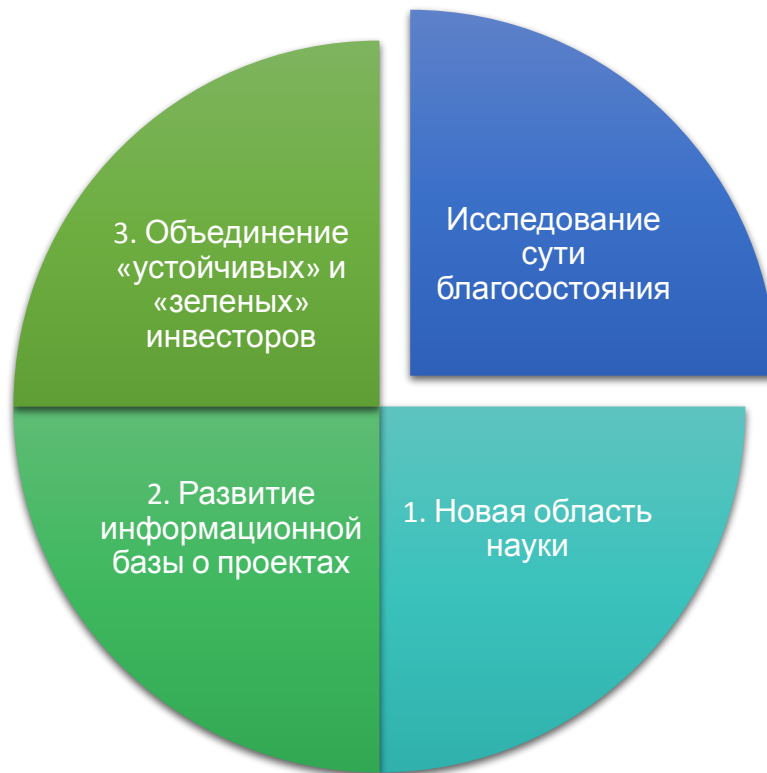 Исследование
сути
благосостояния
1. Новая область
науки
2. Развитие
информационной
базы о проектах
3. Объединение
«устойчивых» и
«зеленых»
инвесторов